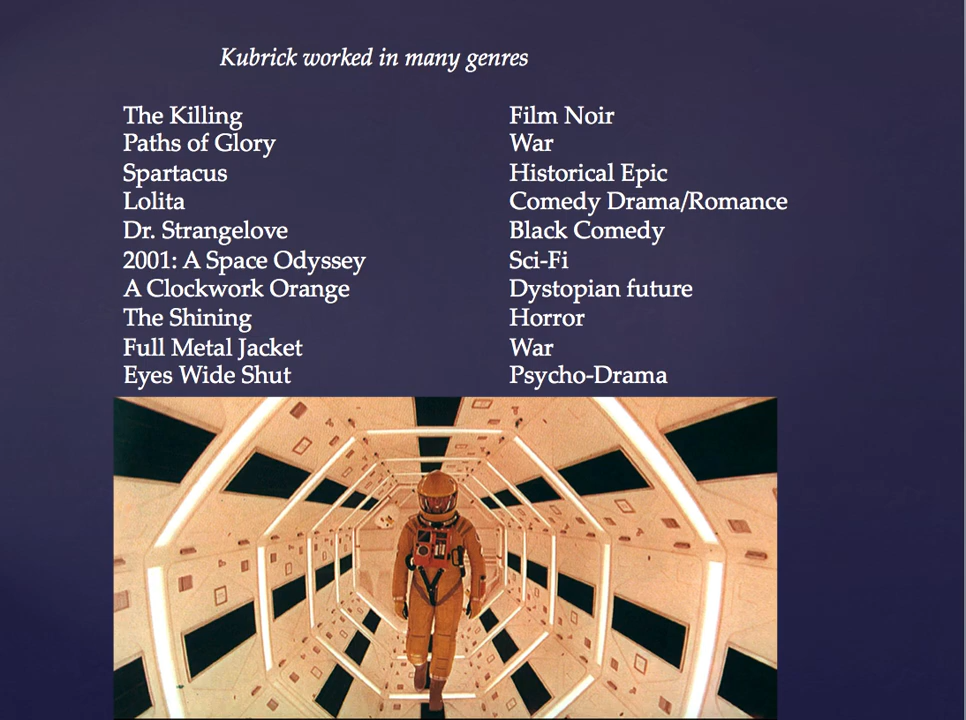 Kubrick worked in many genres
The Killing Film Noir
Paths of Glory War
Spartacus Historical Epic
Lolita Comedy Drama/Romance
Dr. Strangelove Black Comedy
2001: A Space Odyssey Sci-Fi
A Clockwork Orange Dystopian future
The Shining Horror
Full Metal Jacket War
Eyes Wide Shut Psycho-Drama